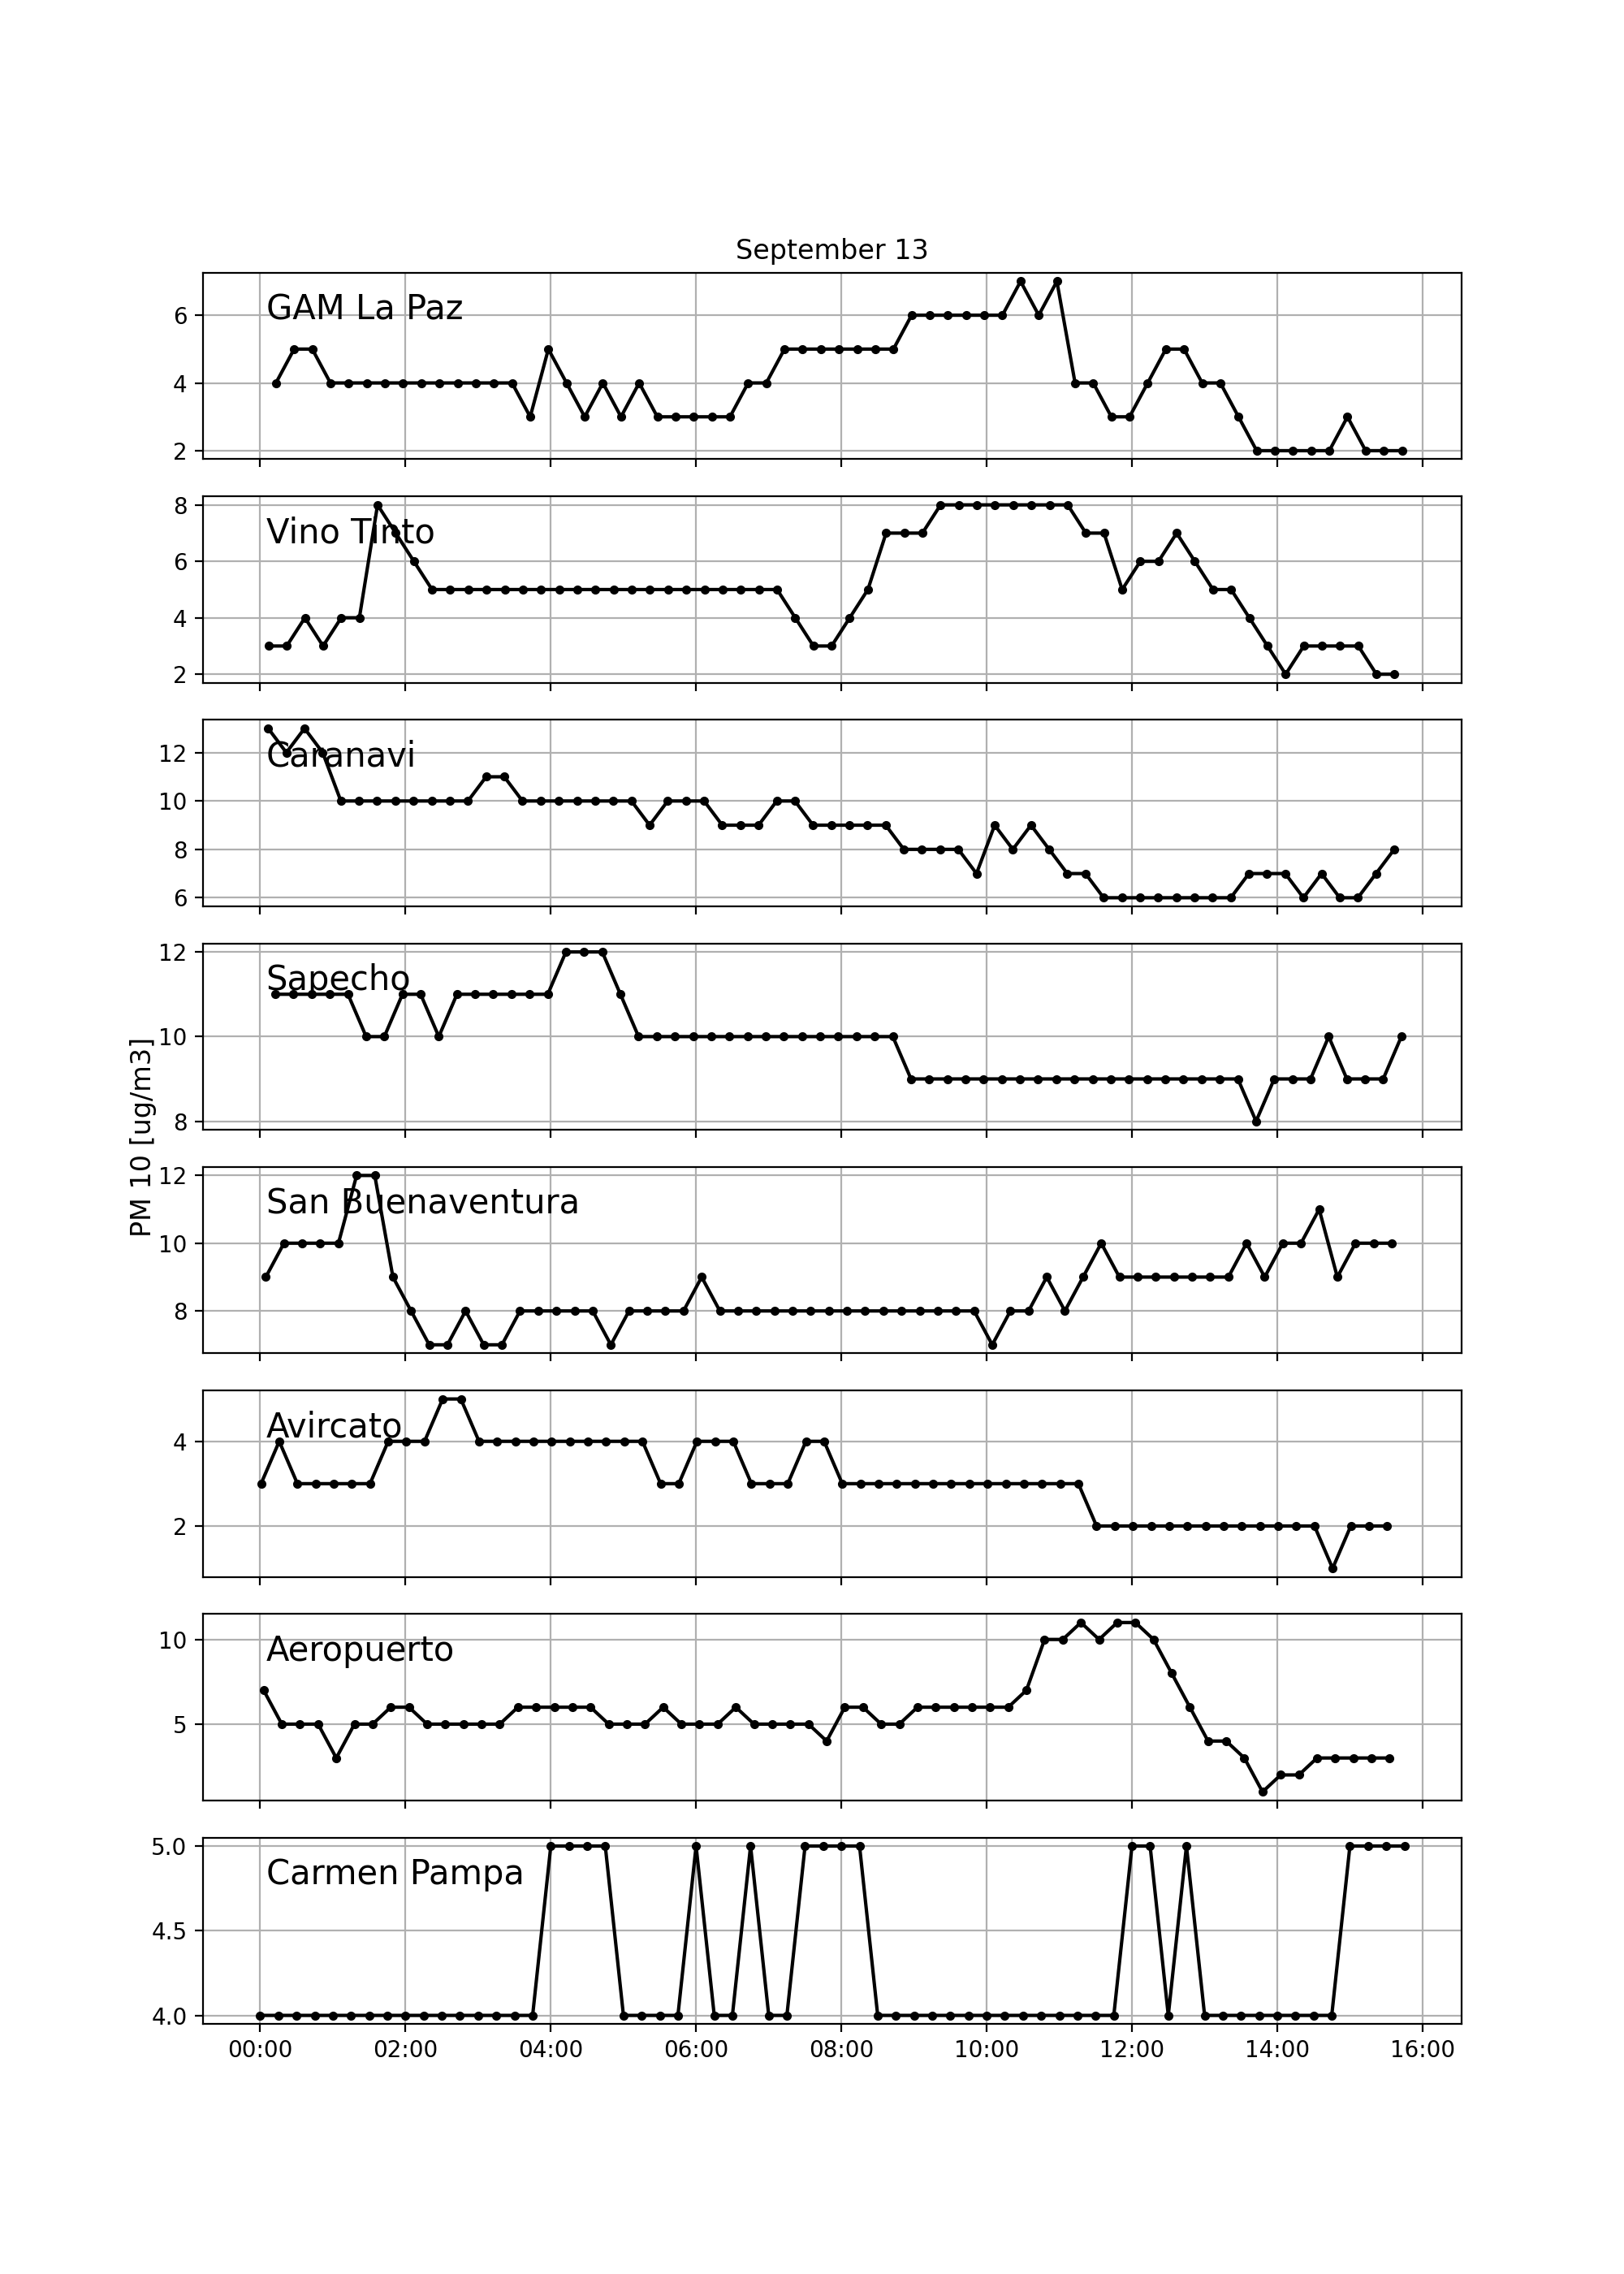 September 13
GAM La Paz
6
4
2
Vino Tinto
8
6
4
2
Caranavi
12
10
8
6
Sapecho
12
10
8
PM 10 [ug/m3]
San Buenaventura
12
10
8
Avircato
4
2
Aeropuerto
10
5
Carmen Pampa
5.0
4.5
4.0
00:00 02:00 04:00 06:00 08:00 10:00 12:00 14:00 16:00